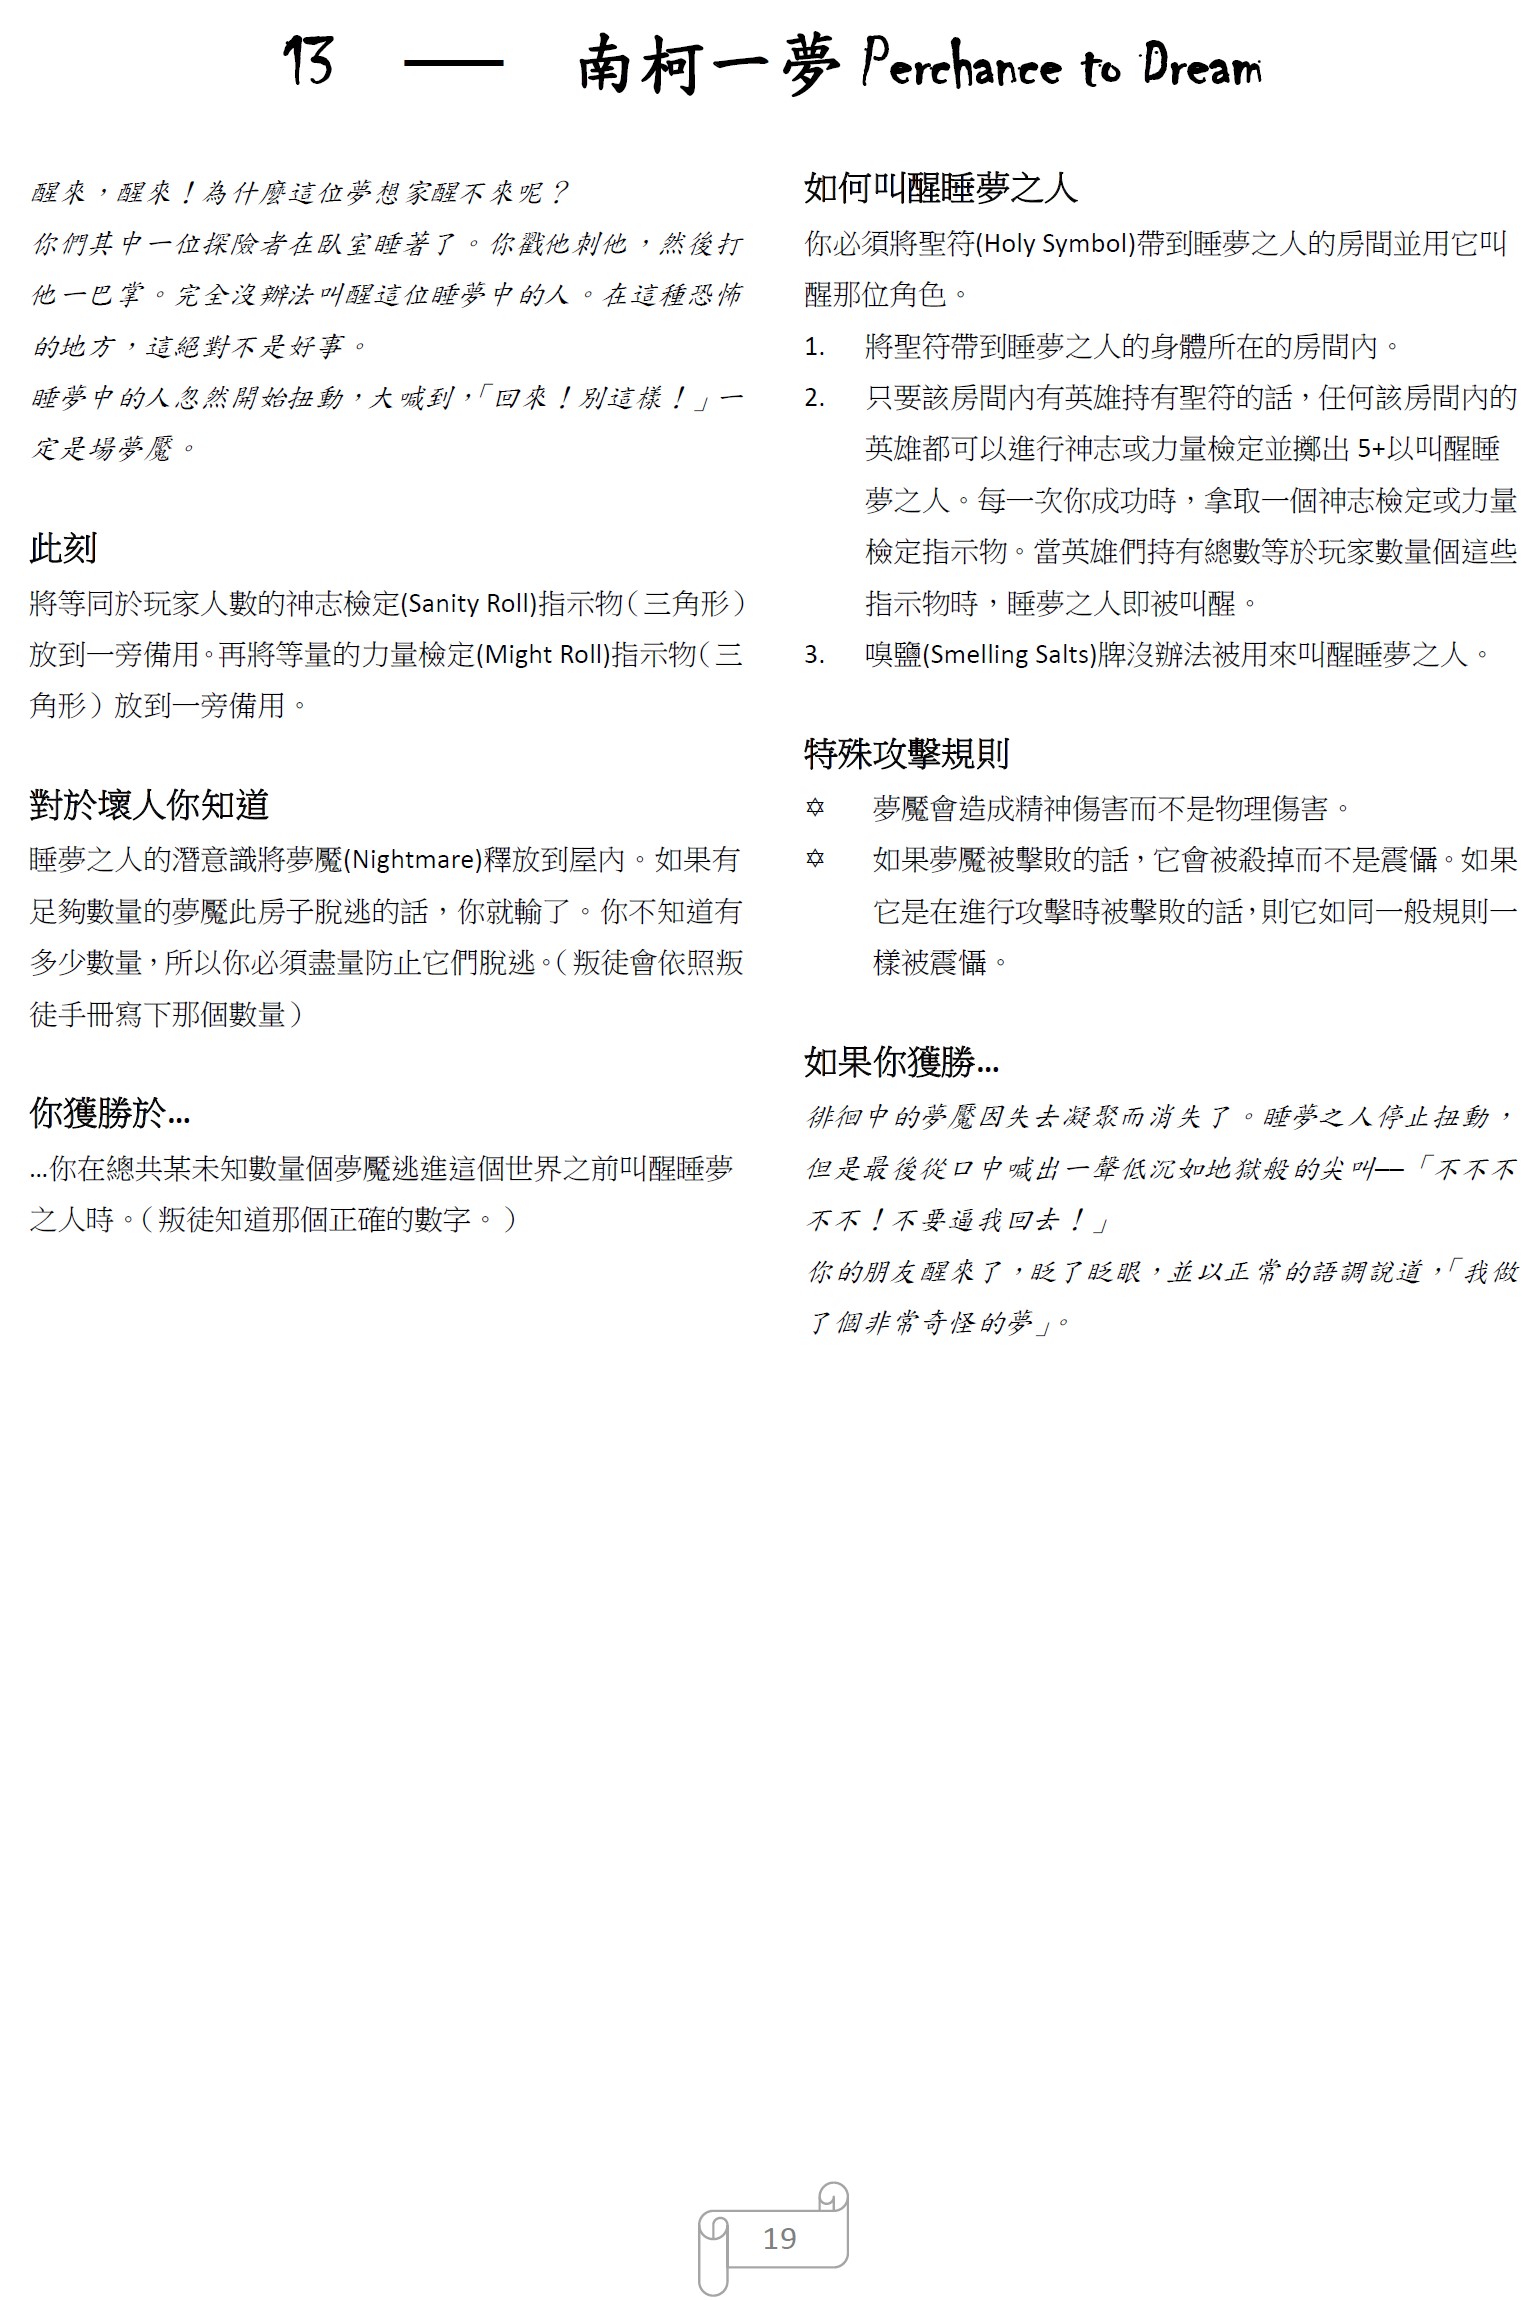 13 — 南柯一夢 Perchance to Dream
醒來，醒來！為什麼這位夢想家醒不來呢？
你們其中一位探險者在臥室睡著了。你戳他刺他，然後打
他一巴掌。完全沒辦法叫醒這位睡夢中的人。在這種恐怖
的地方，這絕對不是好事。
睡夢中的人忽然開始扭動，大喊到，「回來！別這樣！」一
定是場夢魘。
此刻
將等同於玩家人數的神志檢定(Sanity Roll)指示物（三角形）
放到一旁備用。再將等量的力量檢定(Might Roll)指示物（三
角形）放到一旁備用。
對於壞人你知道
睡夢之人的潛意識將夢魘(Nightmare)釋放到屋內。如果有
足夠數量的夢魘此房子脫逃的話，你就輸了。你不知道有
多少數量，所以你必須盡量防止它們脫逃。（叛徒會依照叛
徒手冊寫下那個數量）
你獲勝於…
…你在總共某未知數量個夢魘逃進這個世界之前叫醒睡夢
之人時。（叛徒知道那個正確的數字。）
如何叫醒睡夢之人
你必須將聖符(Holy Symbol)帶到睡夢之人的房間並用它叫
醒那位角色。
1. 將聖符帶到睡夢之人的身體所在的房間內。
2. 只要該房間內有英雄持有聖符的話，任何該房間內的
英雄都可以進行神志或力量檢定並擲出 5+以叫醒睡
夢之人。每一次你成功時，拿取一個神志檢定或力量
檢定指示物。當英雄們持有總數等於玩家數量個這些
指示物時，睡夢之人即被叫醒。
3. 嗅鹽(Smelling Salts)牌沒辦法被用來叫醒睡夢之人。
特殊攻擊規則
✡ 夢魘會造成精神傷害而不是物理傷害。
✡ 如果夢魘被擊敗的話，它會被殺掉而不是震懾。如果
它是在進行攻擊時被擊敗的話，則它如同一般規則一
樣被震懾。
如果你獲勝…
徘徊中的夢魘因失去凝聚而消失了。睡夢之人停止扭動，
但是最後從口中喊出一聲低沉如地獄般的尖叫—「不不不
不不！不要逼我回去！」
你的朋友醒來了，眨了眨眼，並以正常的語調說道，「我做
了個非常奇怪的夢」。
19